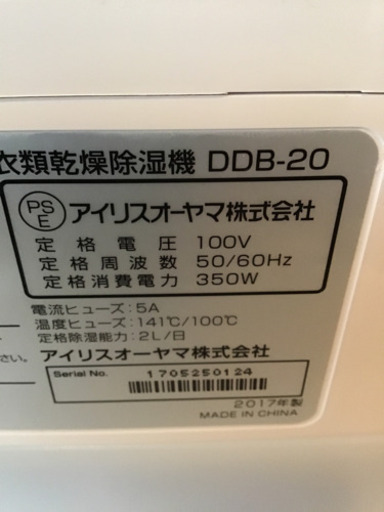 衣類乾燥除湿機 DDB-20
PS
E アイリスオーヤマ株式会社
定格電圧 100V
定格周波数 50/60Hz
定格消費電力 350W
電流ヒューズ:5A
温度ヒューズ:141℃/100℃
定格除湿能力:2L/日
さい。 アイリスオーヤマ株式会社
Serial No. 1705250124
2017年製
MADE IN CHINA